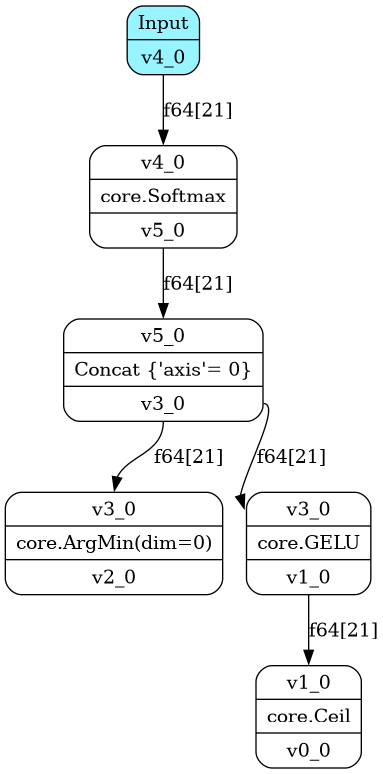 Input
v4_0
f64[21]
v4_0
core.Softmax
v5_0
f64[21]
v5_0
Concat {'axis'= 0}
v3_0
f64[21]
f64[21]
v3_0
core.ArgMin(dim=0)
v2_0
v3_0
core.GELU
v1_0
f64[21]
v1_0
core.Ceil
v0_0